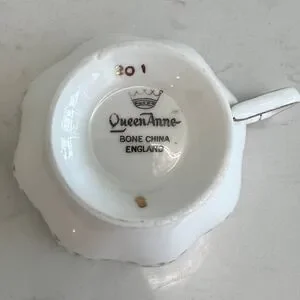 801
Queen Anne
BONE CHINA
ENGLAND